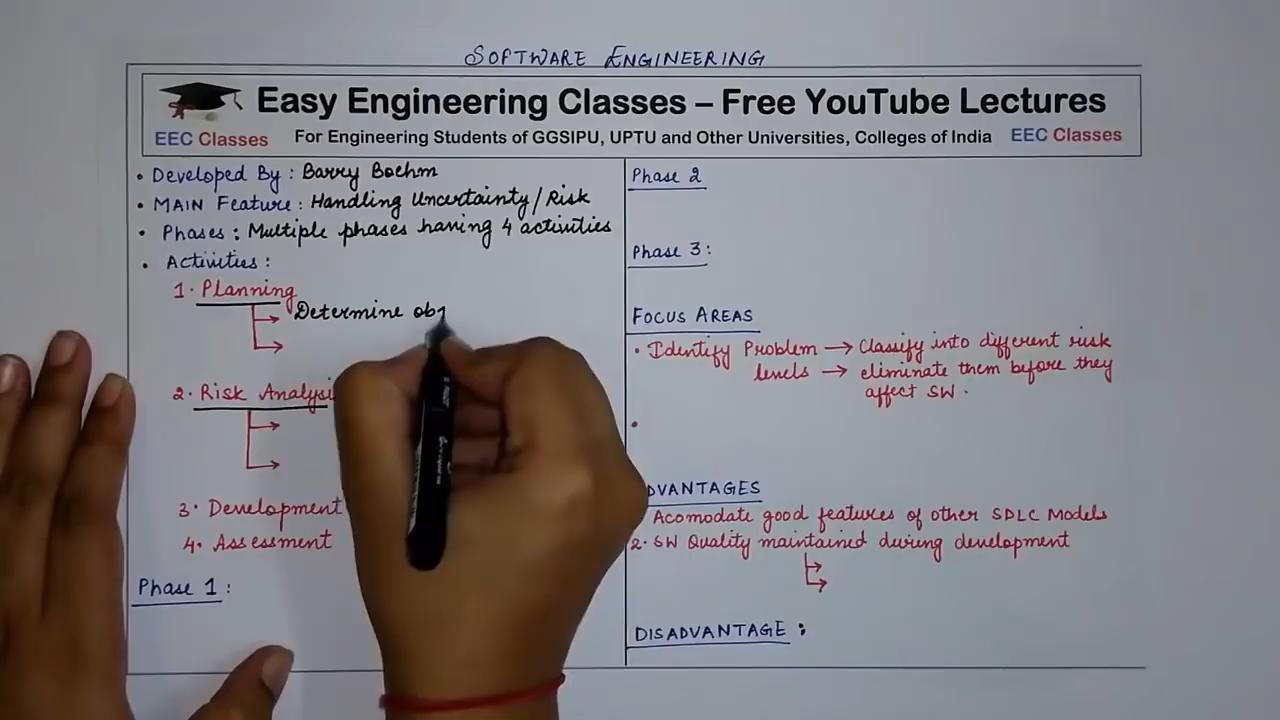 SOFTWARE ENGINEERING
Easy Engineering Classes – Free YouTube Lectures
EEC Classes For Engineering Students of GGSIPU, UPTU and Other Universities, Colleges of India EEC Classes
• Developed By : Barry Boehm
• MAIN Feature : Handling Uncertainty / Risk
• Phases : Multiple phases having 4 activities
• Activities :
1. Planning
Determine obj
2. Risk Analysi
3. Development
4. Assessment
Phase 1 :
Phase 2
Phase 3 :
FOCUS AREAS
• Identify Problem → Classify into different risk
levels → eliminate them before they
affect SW.
•
DVANTAGES
Acomodate good features of other SDLC Models
2. SW Quality maintained during development
DISADVANTAGE :